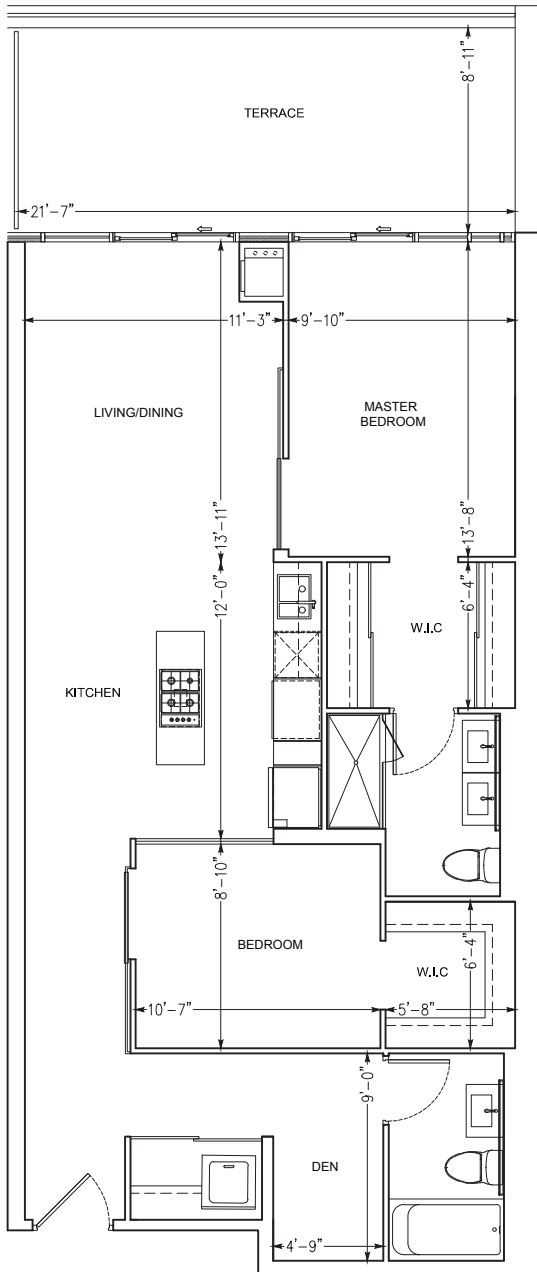 8'-11"
TERRACE
21'-7"
11'-3"
9'-10"
LIVING/DINING
MASTER
BEDROOM
13'-11"
13'-8"
12'-0"
6'-4"
W.I.C
KITCHEN
8'-10"
BEDROOM
6'-4"
W.I.C
10'-7"
5'-8"
9'-0"
DEN
4'-9"